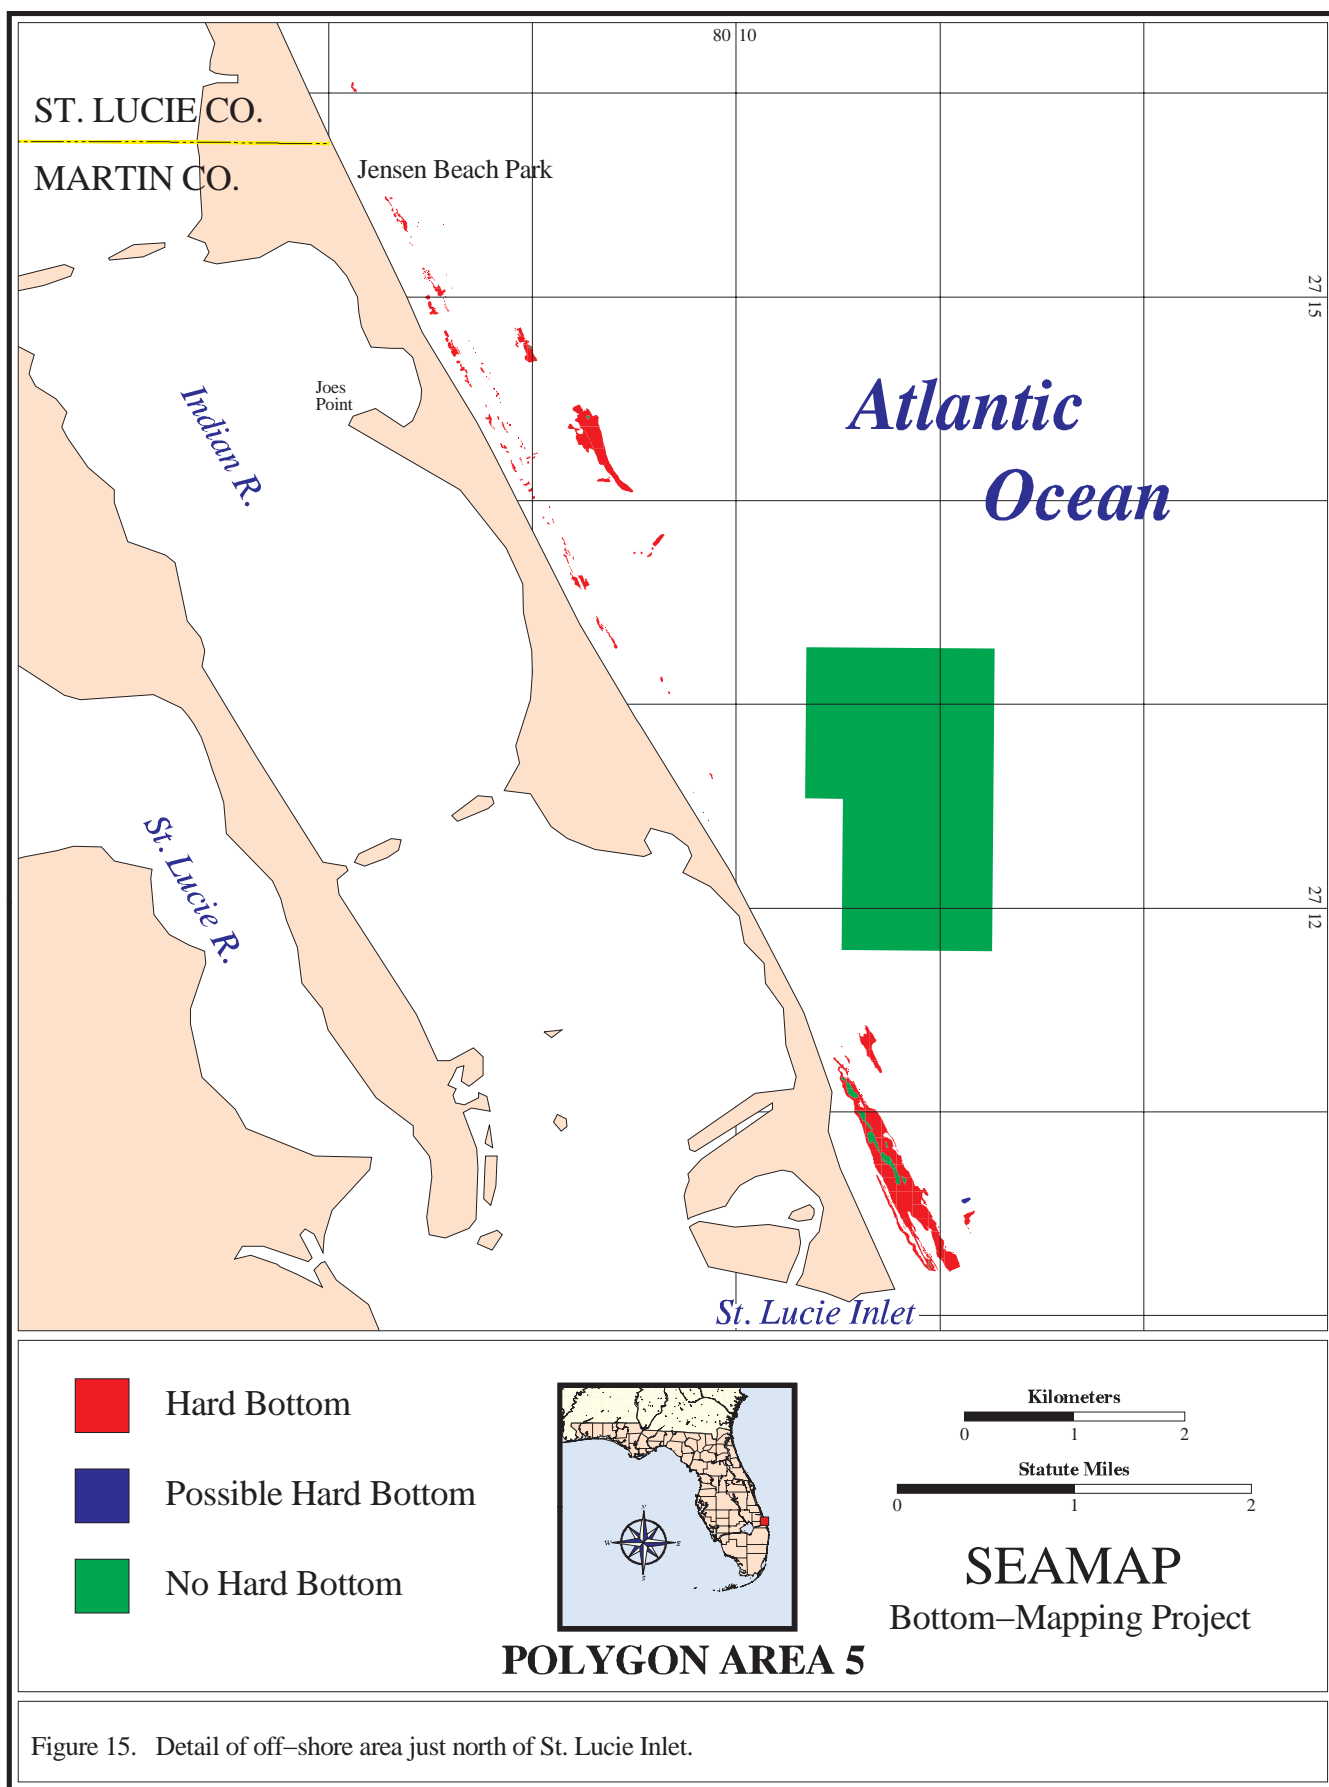 80 10
ST. LUCIE CO.
MARTIN CO.
Jensen Beach Park
27 15
Joes
Point
Indian R.
Atlantic
Ocean
St. Lucie R.
27 12
St. Lucie Inlet
Hard Bottom
Possible Hard Bottom
No Hard Bottom
N
W
E
S
POLYGON AREA 5
Kilometers
0 1 2
Statute Miles
0 1 2
SEAMAP
Bottom–Mapping Project
Figure 15. Detail of off–shore area just north of St. Lucie Inlet.